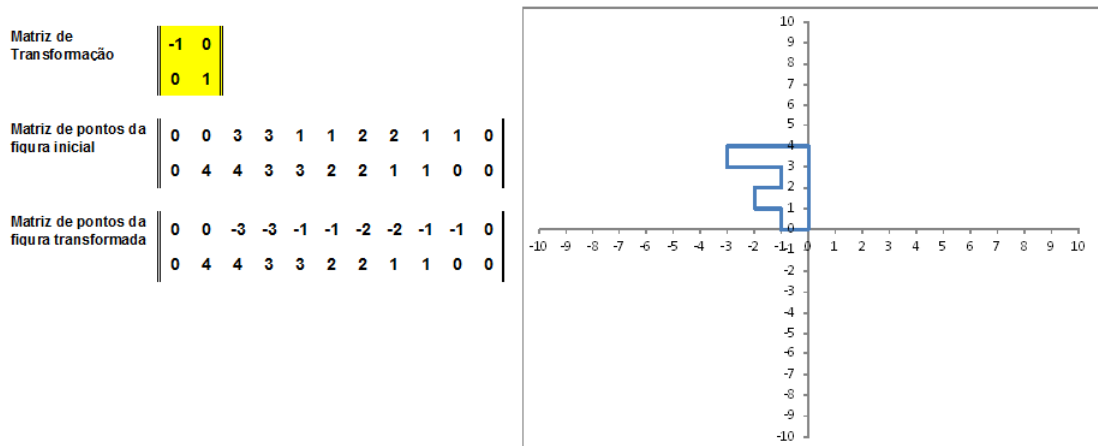 Matriz de
Transformação
-1 0
0 1
Matriz de pontos da
figura inicial
0 0 3 3 1 1 2 2 1 1 0
0 4 4 3 3 2 2 1 1 0 0
Matriz de pontos da
figura transformada
0 0 -3 -3 -1 -1 -2 -2 -1 -1 0
0 4 4 3 3 2 2 1 1 0 0
10
9
8
7
6
5
4
3
2
1
0
-10 -9 -8 -7 -6 -5 -4 -3 -2 -1 0 1 2 3 4 5 6 7 8 9 10
-1
-2
-3
-4
-5
-6
-7
-8
-9
-10